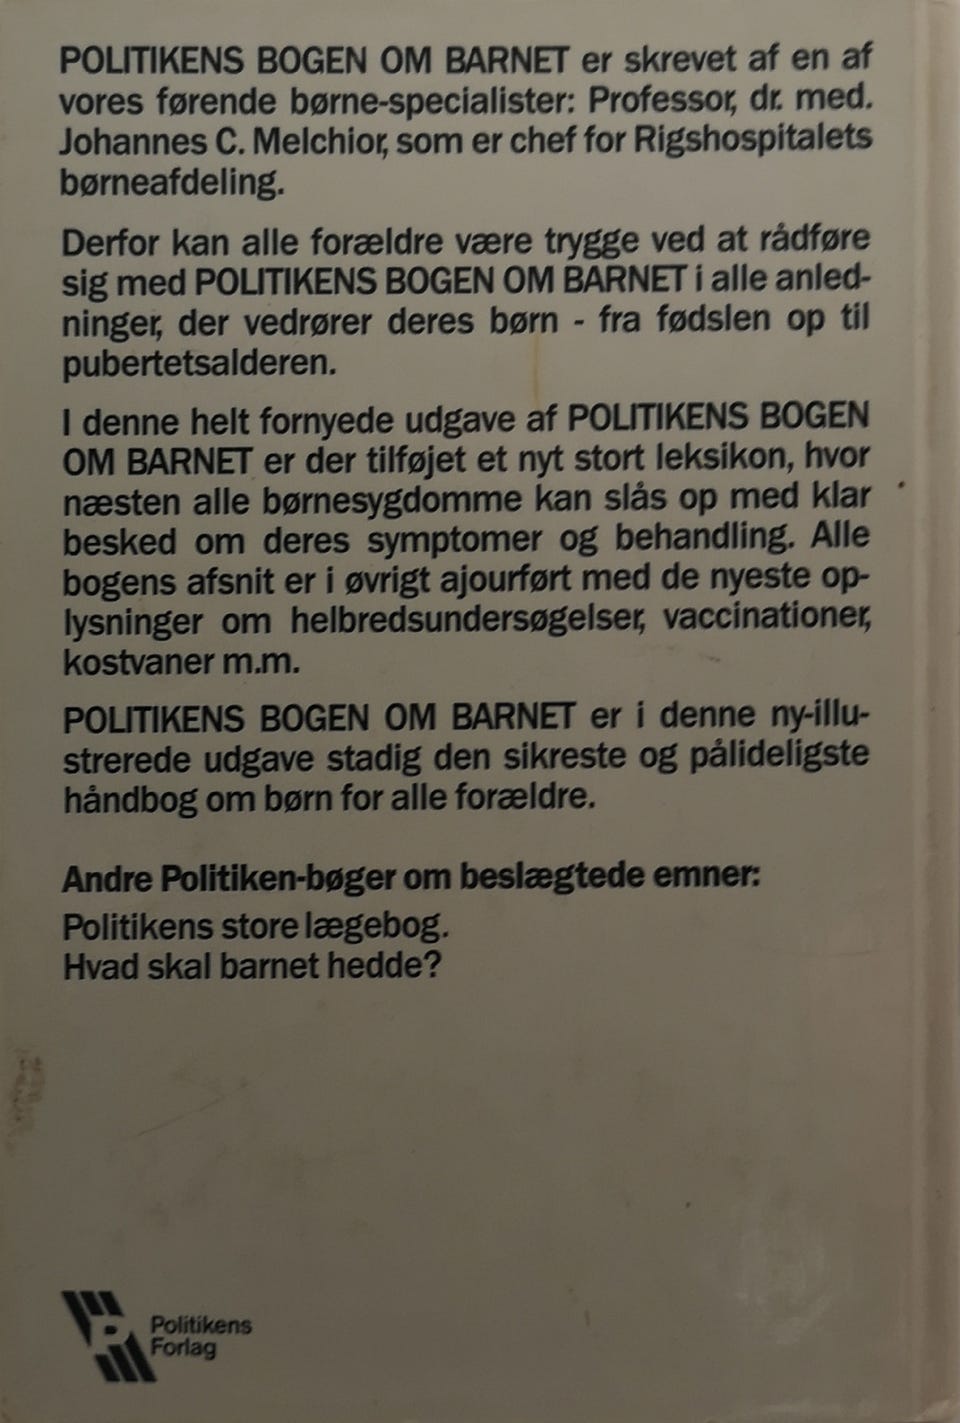 POLITIKENS BOGEN OM BARNET er skrevet af en af
vores førende børne-specialister: Professor, dr. med.
Johannes C. Melchior, som er chef for Rigshospitalets
børneafdeling.
Derfor kan alle forældre være trygge ved at rådføre
sig med POLITIKENS BOGEN OM BARNET i alle anled-
ninger, der vedrører deres børn - fra fødslen op til
pubertetsalderen.
I denne helt fornyede udgave af POLITIKENS BOGEN
OM BARNET er der tilføjet et nyt stort leksikon, hvor
næsten alle børnesygdomme kan slås op med klar
besked om deres symptomer og behandling. Alle
bogens afsnit er i øvrigt ajourført med de nyeste op-
lysninger om helbredsundersøgelser, vaccinationer,
kostvaner m.m.
POLITIKENS BOGEN OM BARNET er i denne ny-illu-
strerede udgave stadig den sikreste og pålideligste
håndbog om børn for alle forældre.
Andre Politiken-bøger om beslægtede emner:
Politikens store lægebog.
Hvad skal barnet hedde?
P
Politikens
Forlag